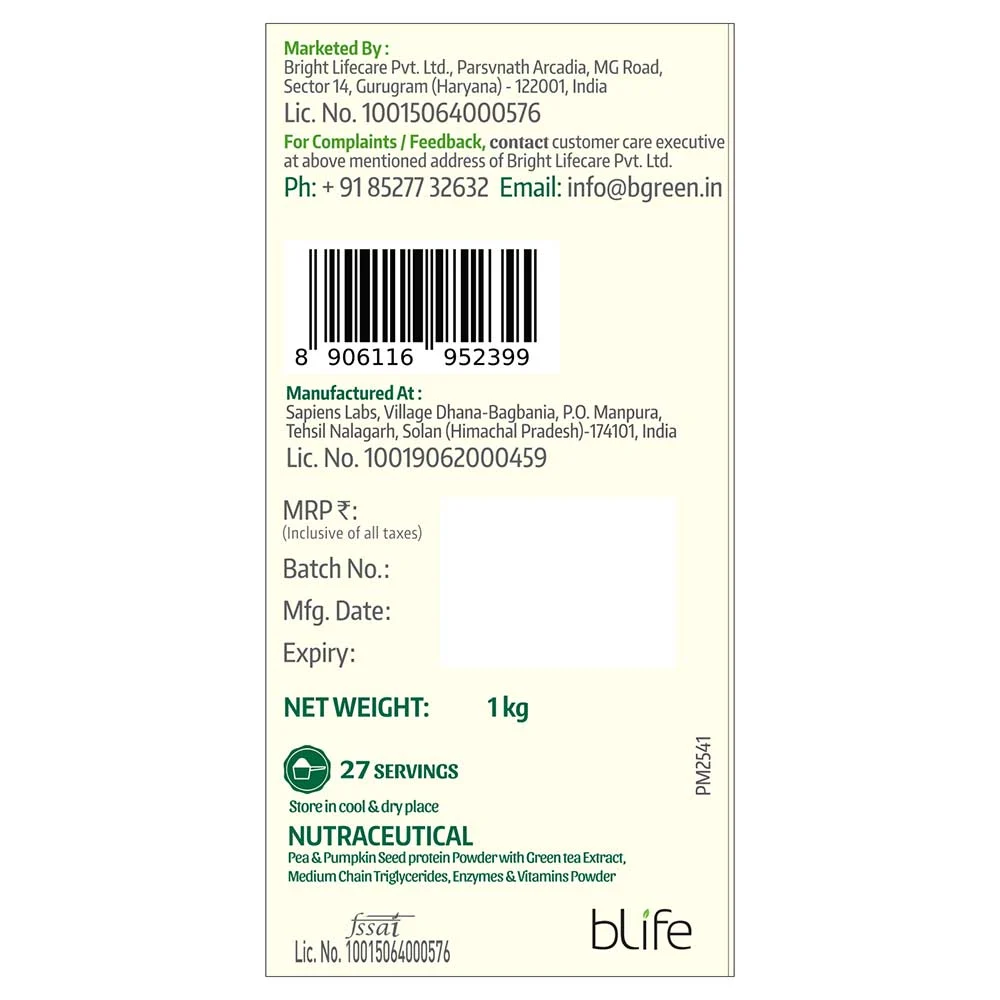 Marketed By :
Bright Lifecare Pvt. Ltd., Parsvnath Arcadia, MG Road,
Sector 14, Gurugram (Haryana) - 122001, India
Lic. No. 10015064000576
For Complaints / Feedback, contact customer care executive
at above mentioned address of Bright Lifecare Pvt. Ltd.
Ph: + 91 85277 32632 Email: info@bgreen.in
8 906116 952399
Manufactured At :
Sapiens Labs, Village Dhana-Bagbania, P.O. Manpura,
Tehsil Nalagarh, Solan (Himachal Pradesh)-174101, India
Lic. No. 10019062000459
MRP ₹:
(Inclusive of all taxes)
Batch No.:
Mfg. Date:
Expiry:
NET WEIGHT: 1 kg
27 SERVINGS
PM2541
Store in cool & dry place
NUTRACEUTICAL
Pea & Pumpkin Seed protein Powder with Green tea Extract,
Medium Chain Triglycerides, Enzymes & Vitamins Powder
fssai
Lic. No. 10015064000576
bLife